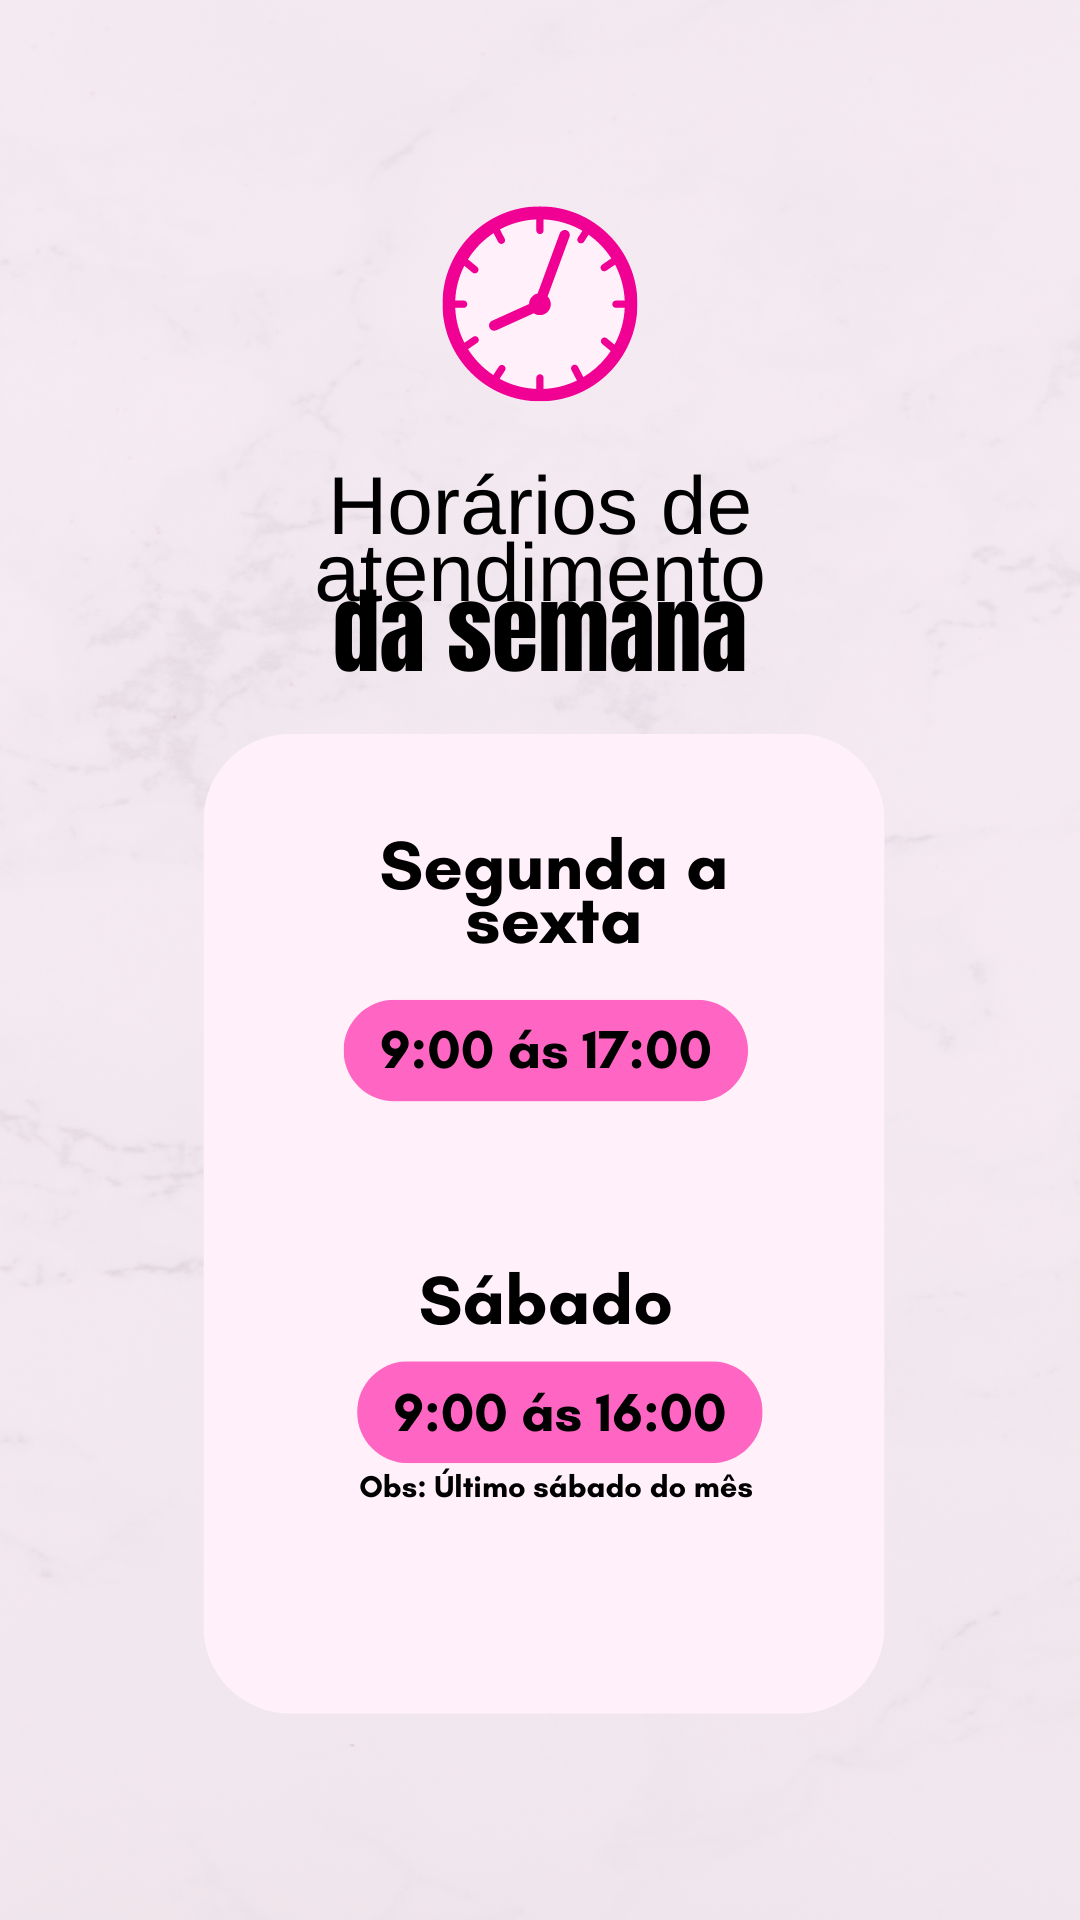 Horários de
atendimento
da semana
Segunda a
sexta
9:00 ás 17:00
Sábado
9:00 ás 16:00
Obs: Último sábado do mês